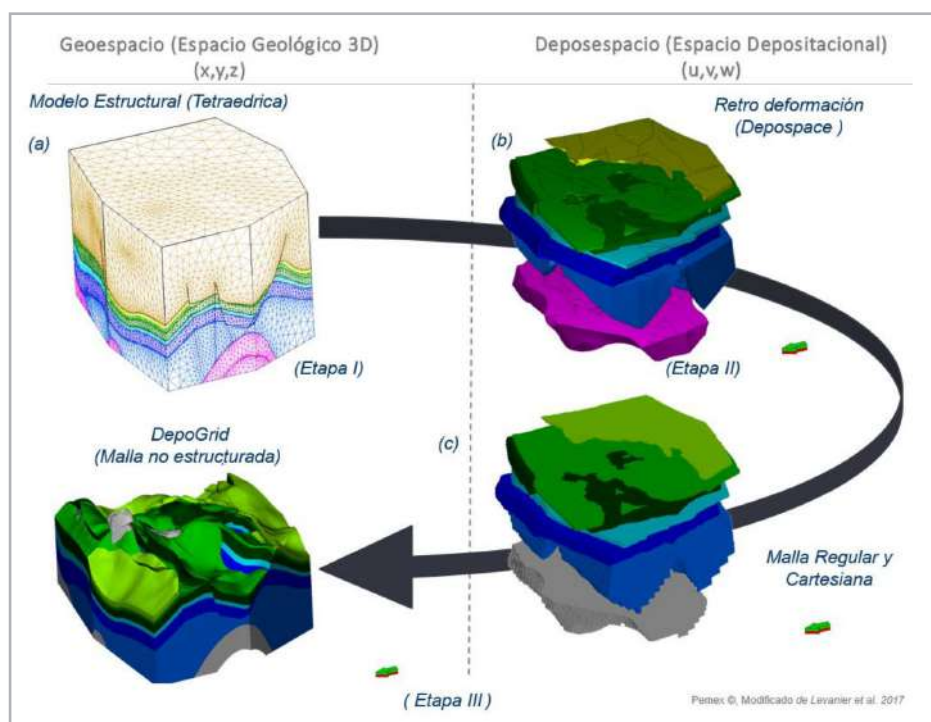 Geoespacio (Espacio Geológico 3D)
(x,y,z)
Deposespacio (Espacio Depositacional)
(u,v,w)
Modelo Estructural (Tetraedrica)
(a)
(Etapa I)
Retro deformación
(Depospace )
(b)
(Etapa II)
DepoGrid
(Malla no estructurada)
(c)
Malla Regular y
Cartesiana
( Etapa III )
Pemex ©, Modificado de Levanier et al. 2017